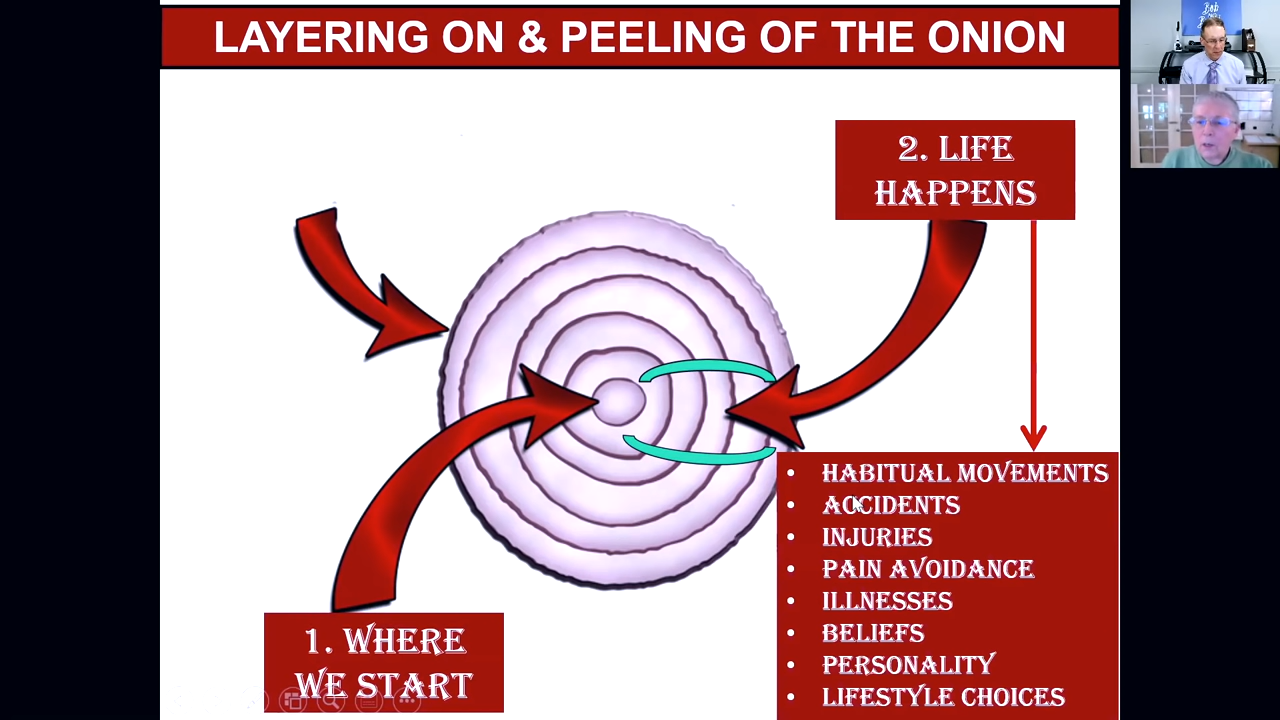 LAYERING ON & PEELING OF THE ONION
Bob
2. LIFE
HAPPENS
• HABITUAL MOVEMENTS
• ACCIDENTS
• INJURIES
• PAIN AVOIDANCE
• ILLNESSES
• BELIEFS
• PERSONALITY
• LIFESTYLE CHOICES
1. WHERE
WE START